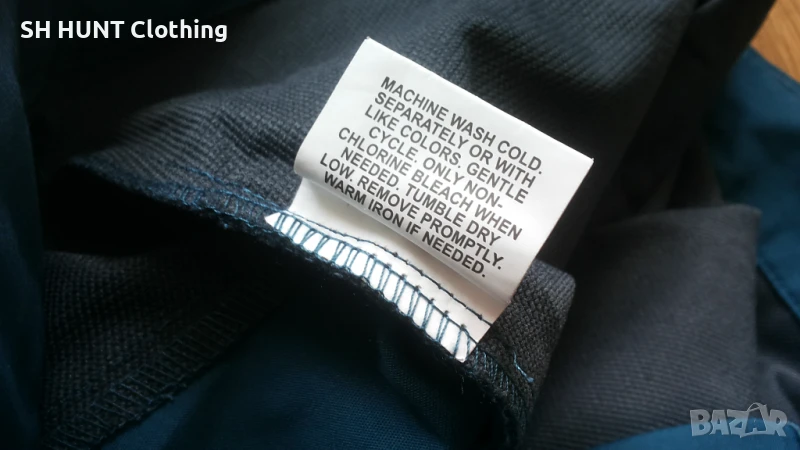 SH HUNT Clothing
MACHINE WASH COLD.
SEPARATELY OR WITH
LIKE COLORS. GENTLE
CYCLE. ONLY NON-
CHLORINE BLEACH WHEN
NEEDED. TUMBLE DRY
LOW. REMOVE PROMPTLY.
WARM IRON IF NEEDED.
BAZAR